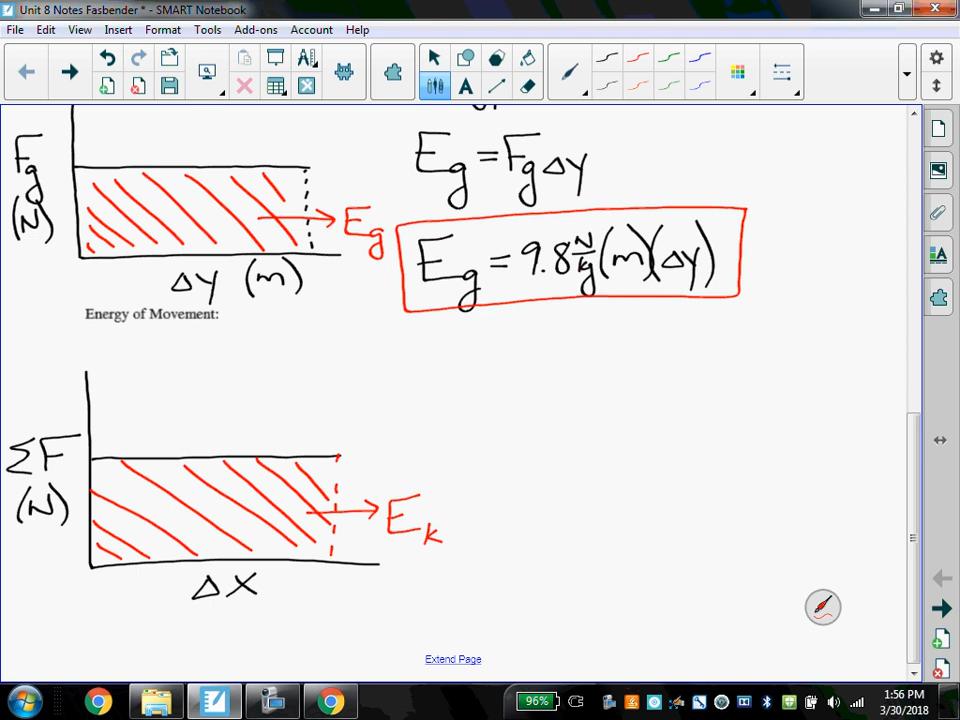 Unit 8 Notes Fasbender * - SMART Notebook
File Edit View Insert Format Tools Add-ons Account Help
Fg
(N)
Eg = Fg Δy
Eg
Eg = 9.8 N/kg (m)(Δy)
Δy (m)
Energy of Movement:
ΣF
(N)
Ek
Δx
Extend Page
96%
1:56 PM
3/30/2018